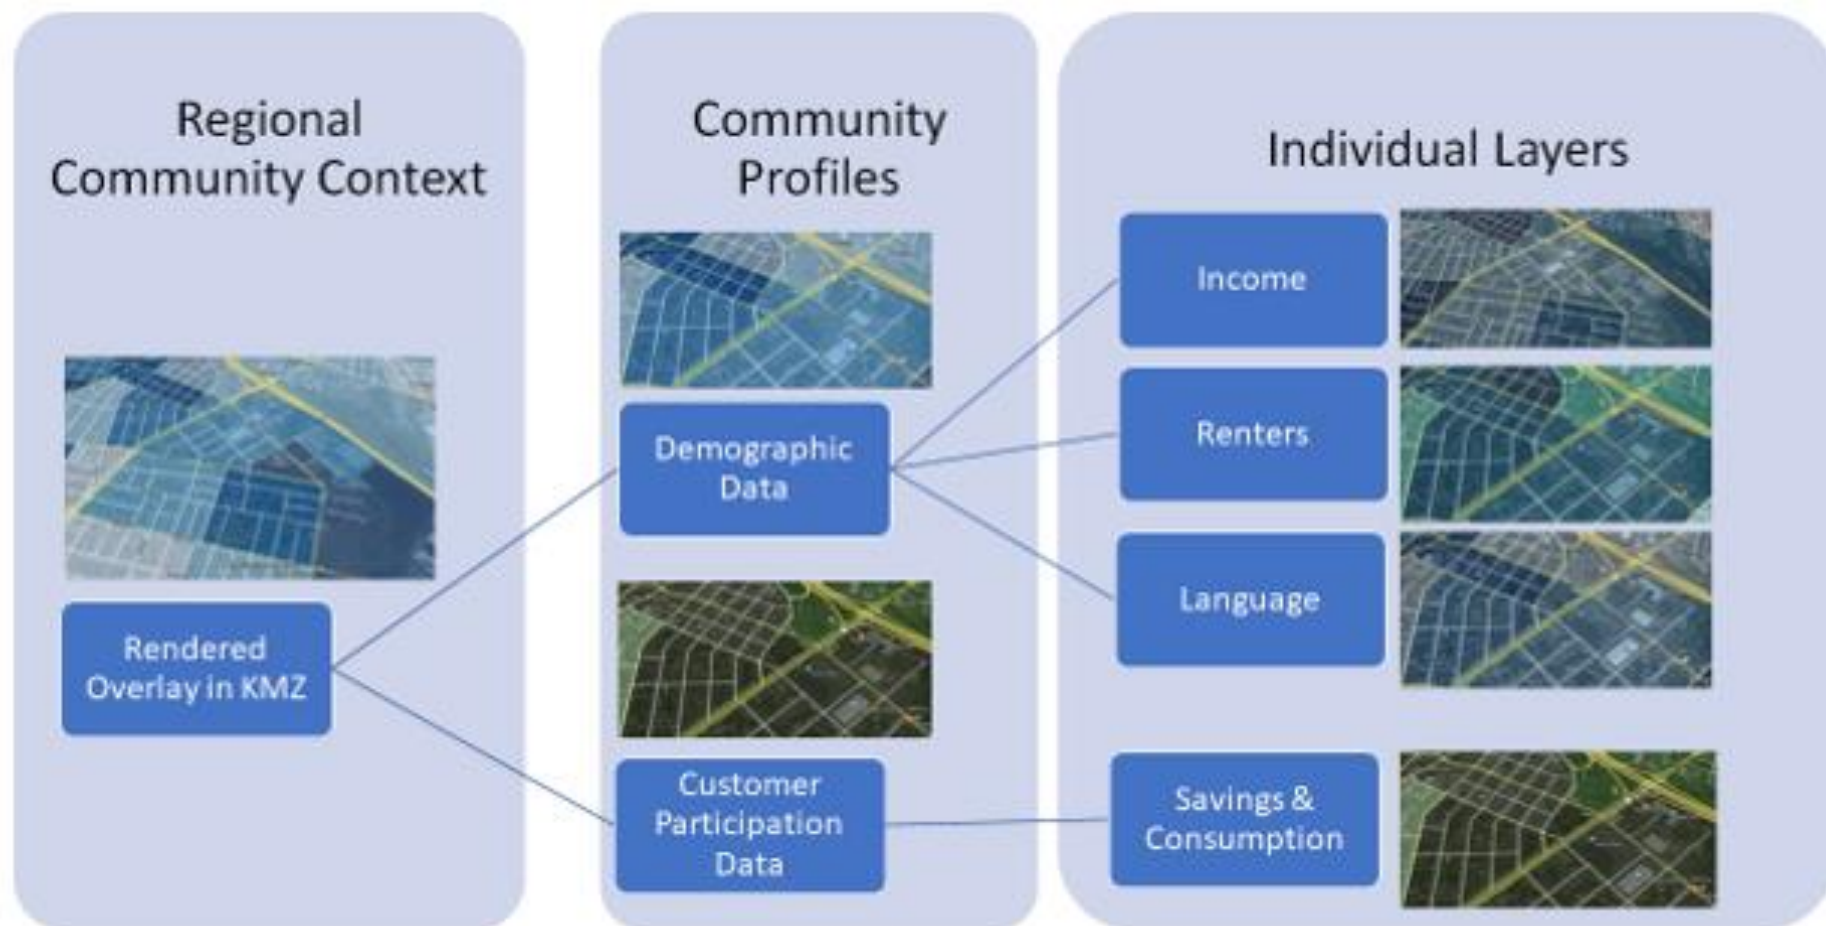 Regional
Community Context
Rendered
Overlay in KMZ
Community
Profiles
Demographic
Data
Customer
Participation
Data
Individual Layers
Income
Renters
Language
Savings &
Consumption